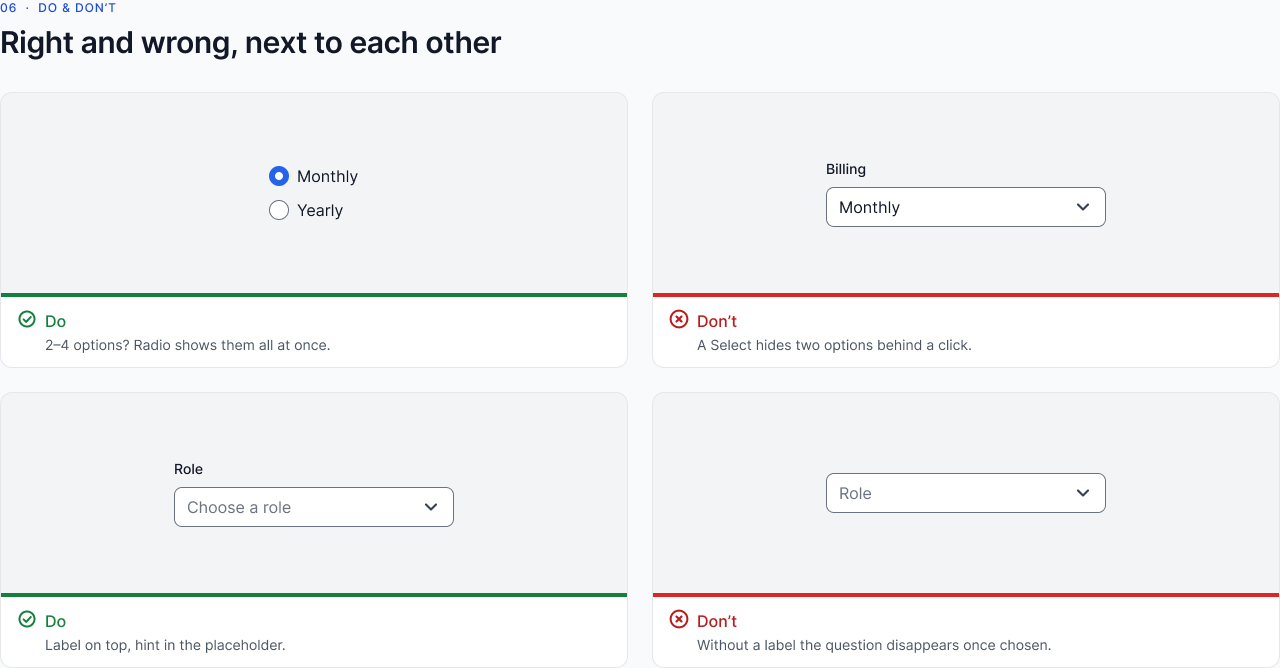 06 · DO & DON’T
Right and wrong, next to each other
Monthly
Yearly
Do
2–4 options? Radio shows them all at once.
Billing
Monthly
Don’t
A Select hides two options behind a click.
Role
Choose a role
Do
Label on top, hint in the placeholder.
Role
Don’t
Without a label the question disappears once chosen.